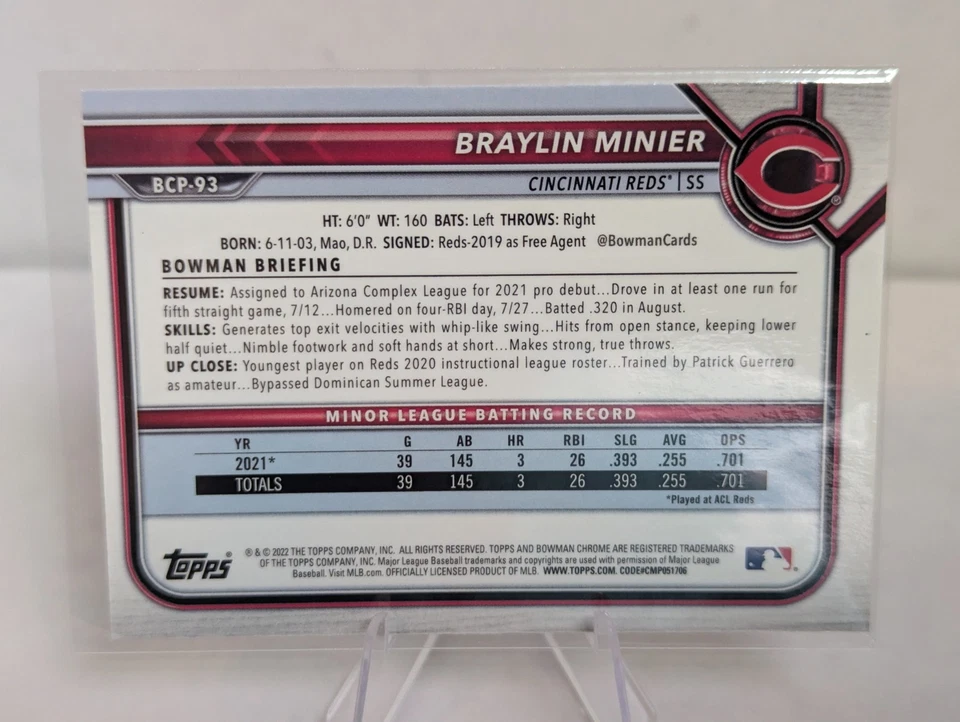 BRAYLIN MINIER
BCP-93
CINCINNATI REDS® | SS
C
®
HT: 6'0" WT: 160 BATS: Left THROWS: Right
BORN: 6-11-03, Mao, D.R. SIGNED: Reds-2019 as Free Agent @BowmanCards
BOWMAN BRIEFING
RESUME: Assigned to Arizona Complex League for 2021 pro debut...Drove in at least one run for
fifth straight game, 7/12...Homered on four-RBI day, 7/27...Batted .320 in August.
SKILLS: Generates top exit velocities with whip-like swing...Hits from open stance, keeping lower
half quiet...Nimble footwork and soft hands at short...Makes strong, true throws.
UP CLOSE: Youngest player on Reds 2020 instructional league roster...Trained by Patrick Guerrero
as amateur...Bypassed Dominican Summer League.
MINOR LEAGUE BATTING RECORD
YR G AB HR RBI SLG AVG OPS
2021* 39 145 3 26 .393 .255 .701
TOTALS 39 145 3 26 .393 .255 .701
*Played at ACL Reds
Topps®
® & © 2022 THE TOPPS COMPANY, INC. ALL RIGHTS RESERVED. TOPPS AND BOWMAN CHROME ARE REGISTERED TRADEMARKS
OF THE TOPPS COMPANY, INC. Major League Baseball trademarks and copyrights are used with permission of Major League
Baseball. Visit MLB.com. OFFICIALLY LICENSED PRODUCT OF MLB. WWW.TOPPS.COM. CODE#CMP051706